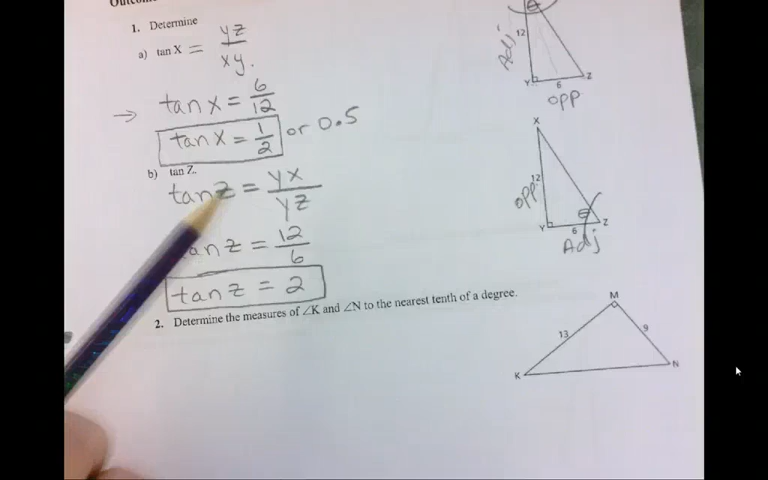 1. Determine
a) tan X = yz / xy.
→ tan x = 6/12
tan x = 1/2 or 0.5
b) tan Z.
tan z = yx / yz
an z = 12/6
tan z = 2
2. Determine the measures of ∠K and ∠N to the nearest tenth of a degree.
θ
12
Adj
Y
Z
6
opp
X
12
opp
θ
Y
Z
6
Adj
M
13
9
K
N